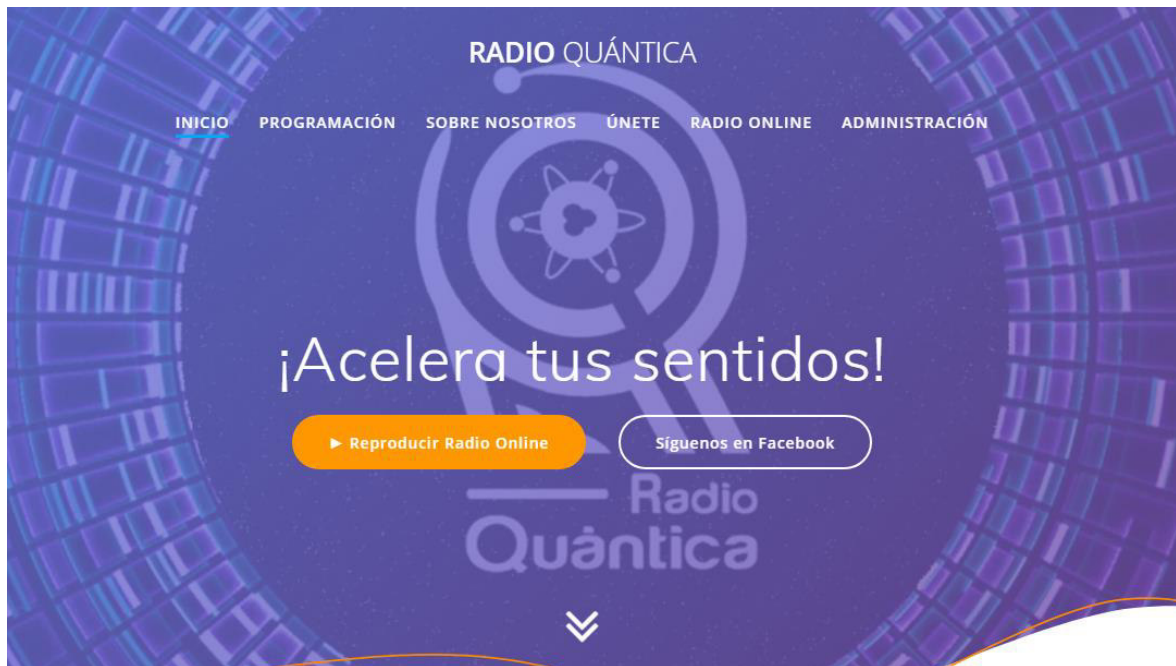 RADIO QUÁNTICA
INICIO PROGRAMACIÓN SOBRE NOSOTROS ÚNETE RADIO ONLINE ADMINISTRACIÓN
¡Acelera tus sentidos!
► Reproducir Radio Online Síguenos en Facebook
Radio
Quántica